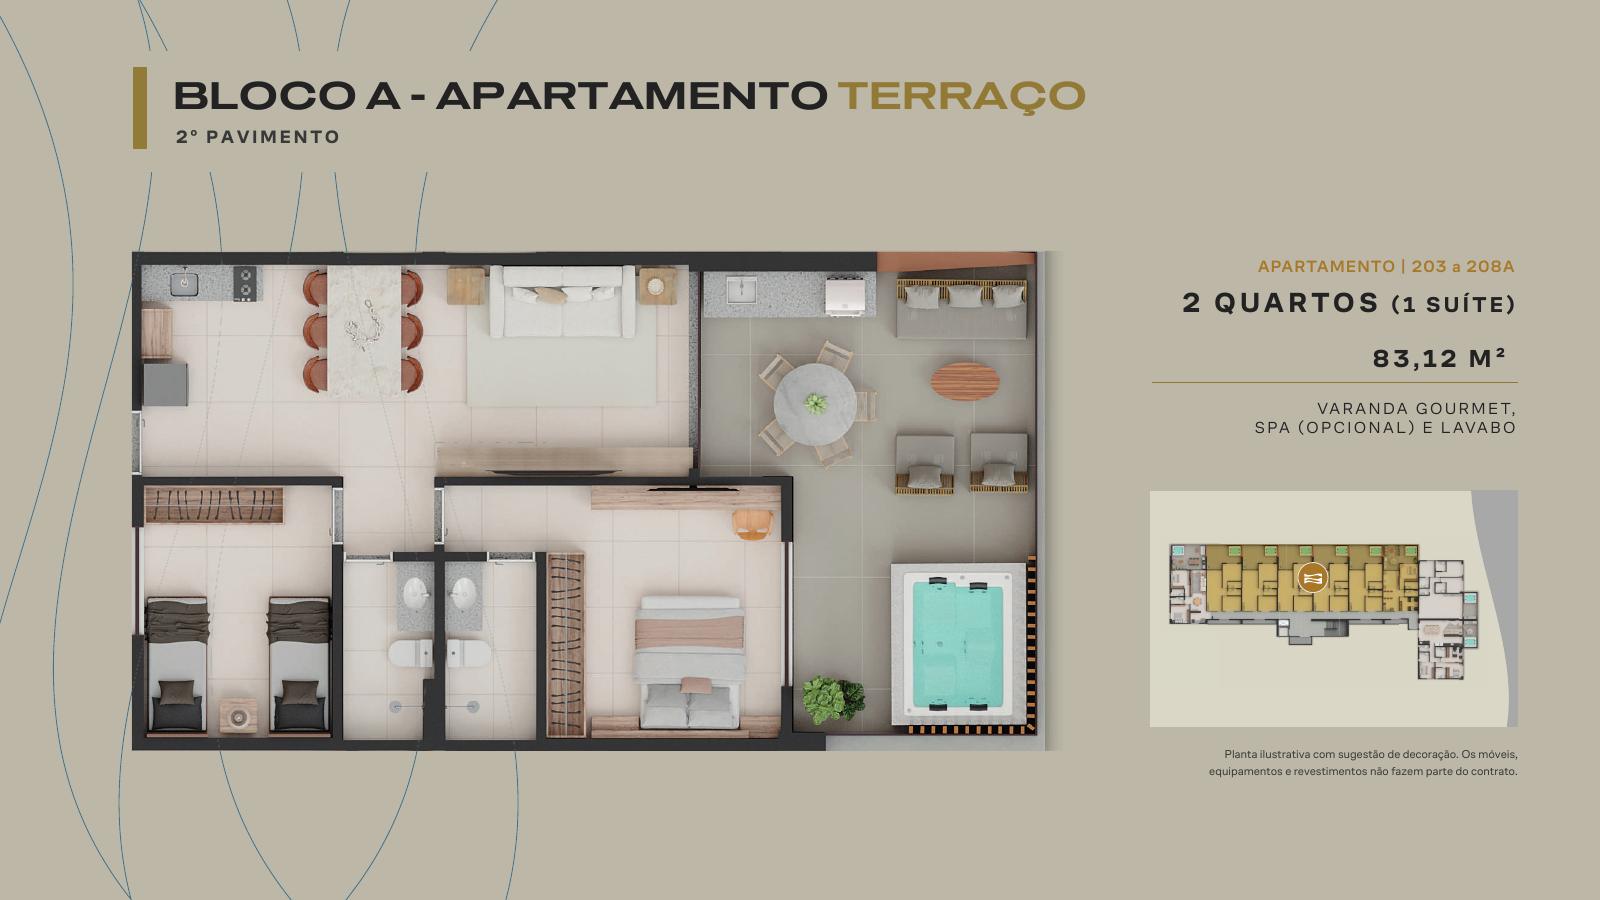 BLOCO A - APARTAMENTO TERRAÇO
2º PAVIMENTO
APARTAMENTO | 203 a 208A
2 QUARTOS (1 SUÍTE)
83,12 M²
VARANDA GOURMET,
SPA (OPCIONAL) E LAVABO
Planta ilustrativa com sugestão de decoração. Os móveis,
equipamentos e revestimentos não fazem parte do contrato.